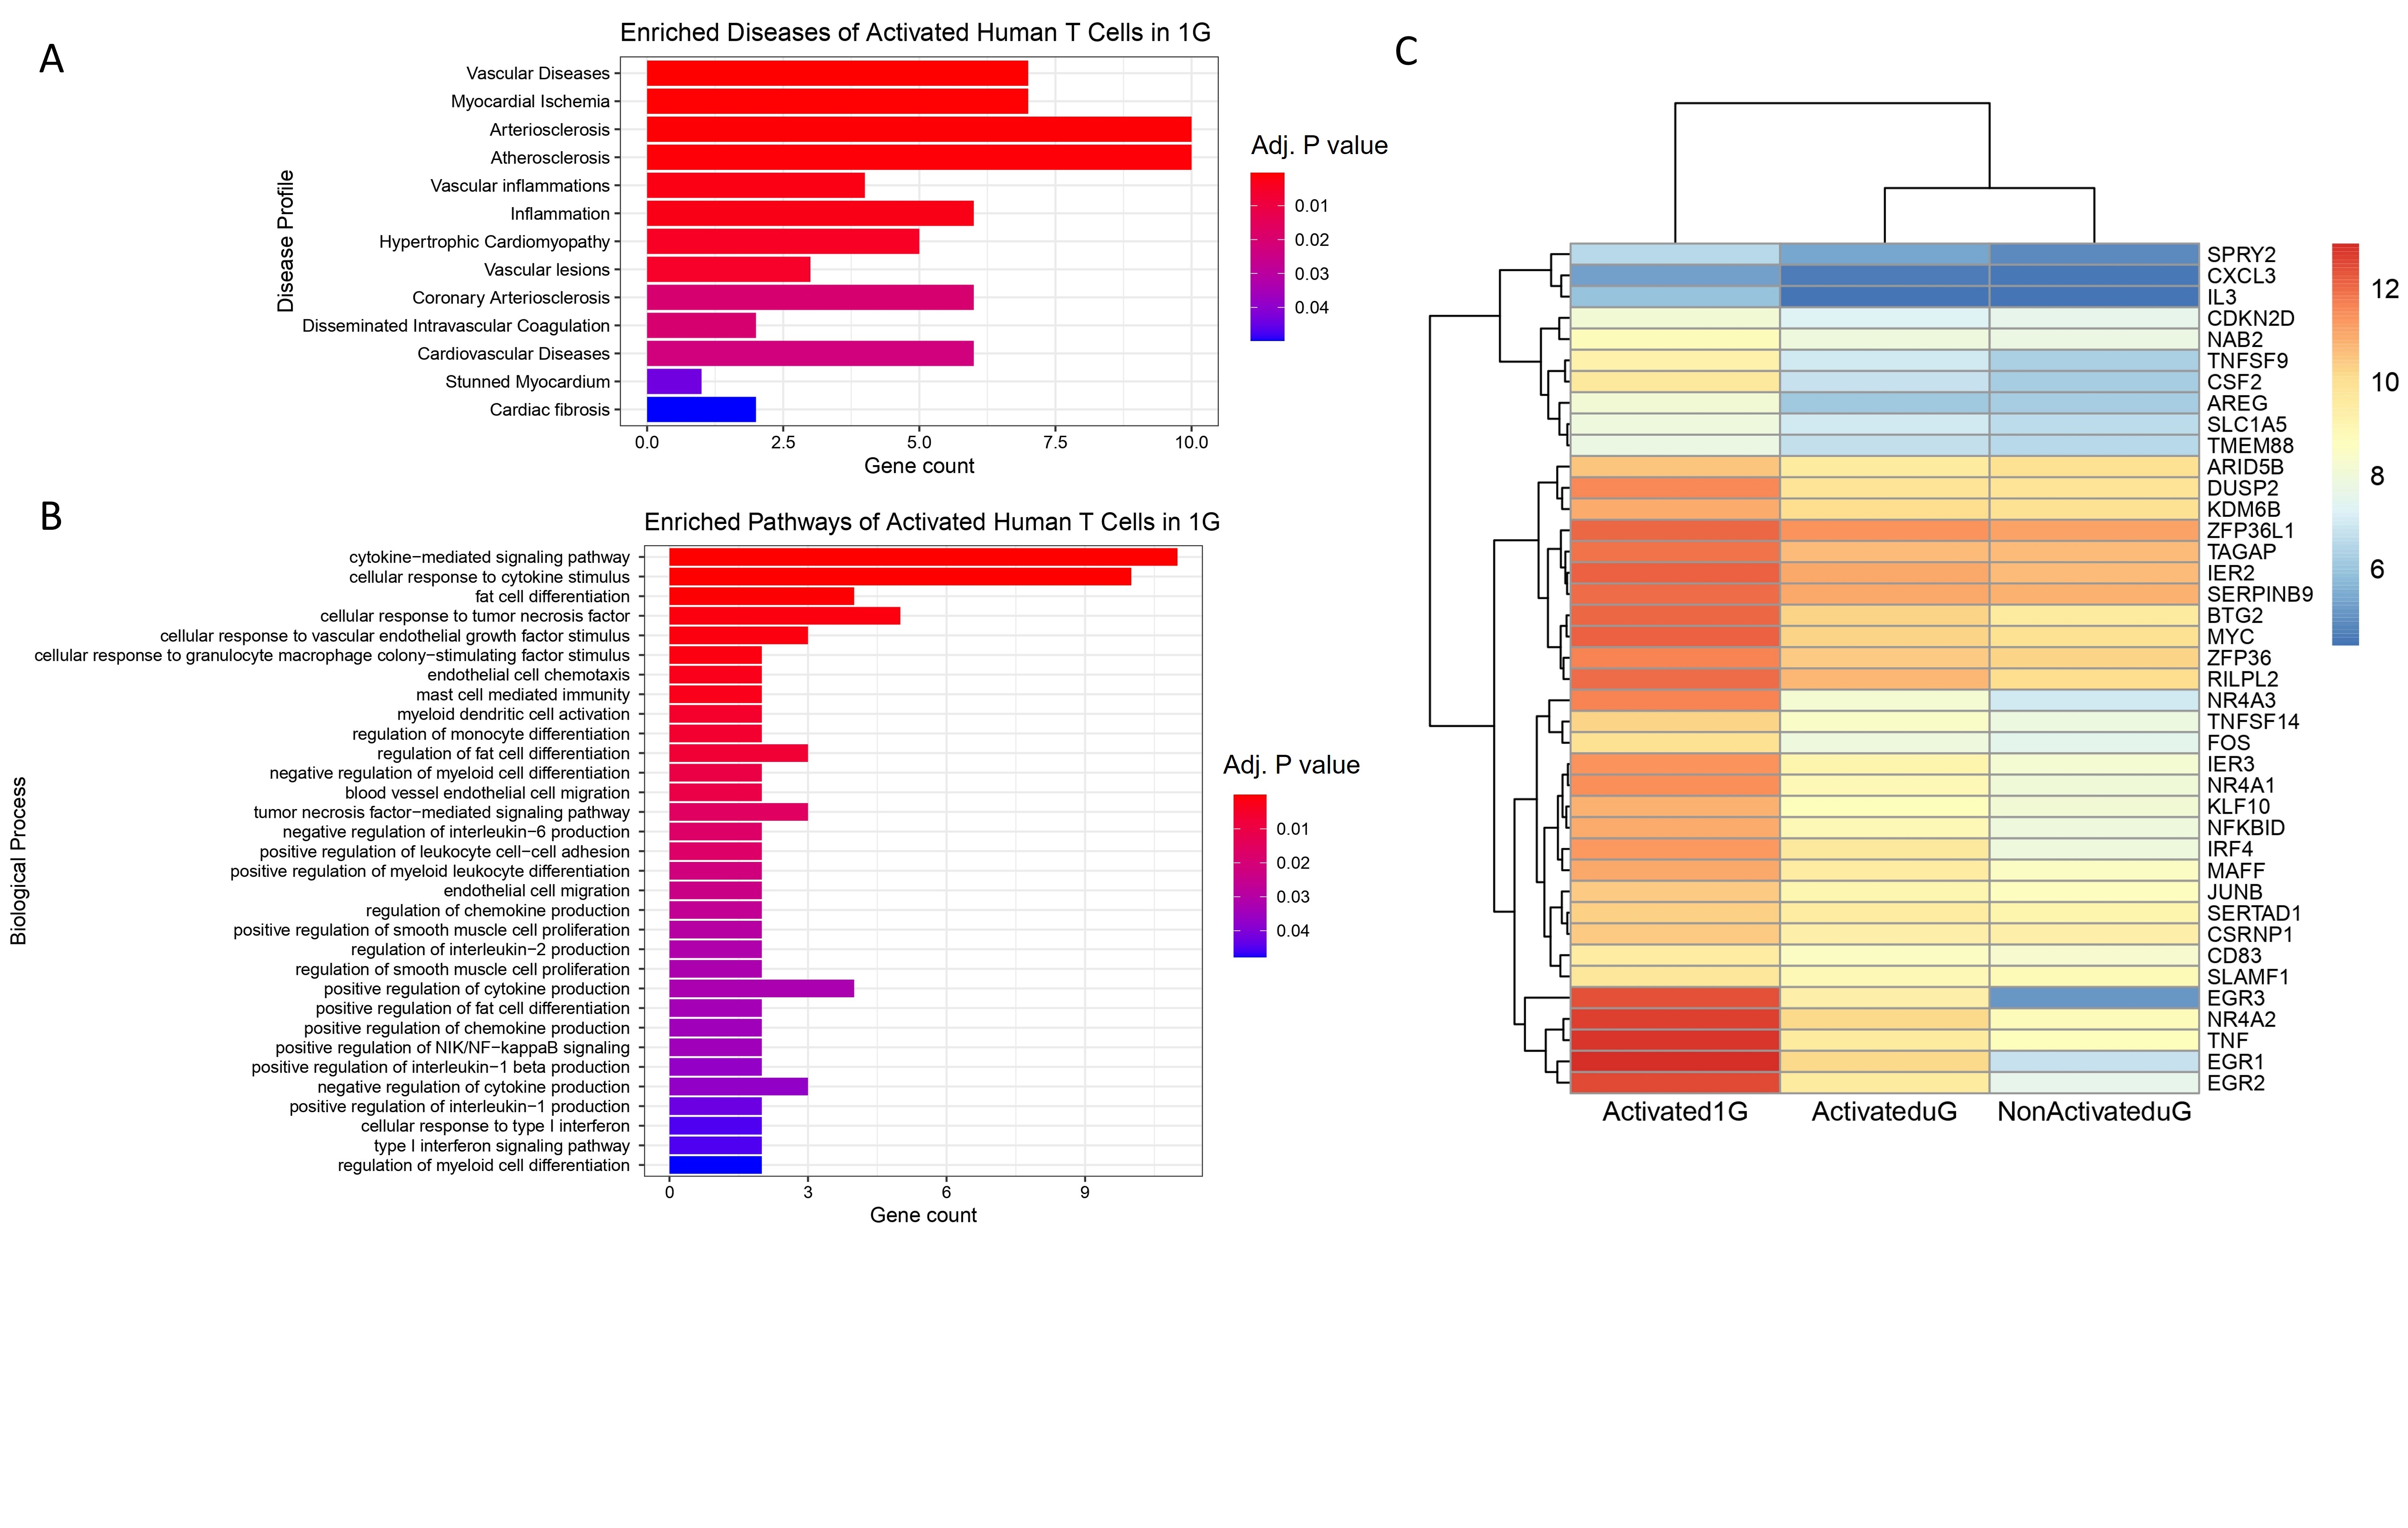 A
Enriched Diseases of Activated Human T Cells in 1G
Disease Profile
Vascular Diseases
Myocardial Ischemia
Arteriosclerosis
Atherosclerosis
Vascular inflammations
Inflammation
Hypertrophic Cardiomyopathy
Vascular lesions
Coronary Arteriosclerosis
Disseminated Intravascular Coagulation
Cardiovascular Diseases
Stunned Myocardium
Cardiac fibrosis
0.0 2.5 5.0 7.5 10.0
Gene count
Adj. P value
0.01
0.02
0.03
0.04
B
Enriched Pathways of Activated Human T Cells in 1G
Biological Process
cytokine−mediated signaling pathway
cellular response to cytokine stimulus
fat cell differentiation
cellular response to tumor necrosis factor
cellular response to vascular endothelial growth factor stimulus
cellular response to granulocyte macrophage colony−stimulating factor stimulus
endothelial cell chemotaxis
mast cell mediated immunity
myeloid dendritic cell activation
regulation of monocyte differentiation
regulation of fat cell differentiation
negative regulation of myeloid cell differentiation
blood vessel endothelial cell migration
tumor necrosis factor−mediated signaling pathway
negative regulation of interleukin−6 production
positive regulation of leukocyte cell−cell adhesion
positive regulation of myeloid leukocyte differentiation
endothelial cell migration
regulation of chemokine production
positive regulation of smooth muscle cell proliferation
regulation of interleukin−2 production
regulation of smooth muscle cell proliferation
positive regulation of cytokine production
positive regulation of fat cell differentiation
positive regulation of chemokine production
positive regulation of NIK/NF−kappaB signaling
positive regulation of interleukin−1 beta production
negative regulation of cytokine production
positive regulation of interleukin−1 production
cellular response to type I interferon
type I interferon signaling pathway
regulation of myeloid cell differentiation
0 3 6 9
Gene count
Adj. P value
0.01
0.02
0.03
0.04
C
SPRY2
CXCL3
IL3
CDKN2D
NAB2
TNFSF9
CSF2
AREG
SLC1A5
TMEM88
ARID5B
DUSP2
KDM6B
ZFP36L1
TAGAP
IER2
SERPINB9
BTG2
MYC
ZFP36
RILPL2
NR4A3
TNFSF14
FOS
IER3
NR4A1
KLF10
NFKBID
IRF4
MAFF
JUNB
SERTAD1
CSRNP1
CD83
SLAMF1
EGR3
NR4A2
TNF
EGR1
EGR2
Activated1G ActivateduG NonActivateduG
12
10
8
6